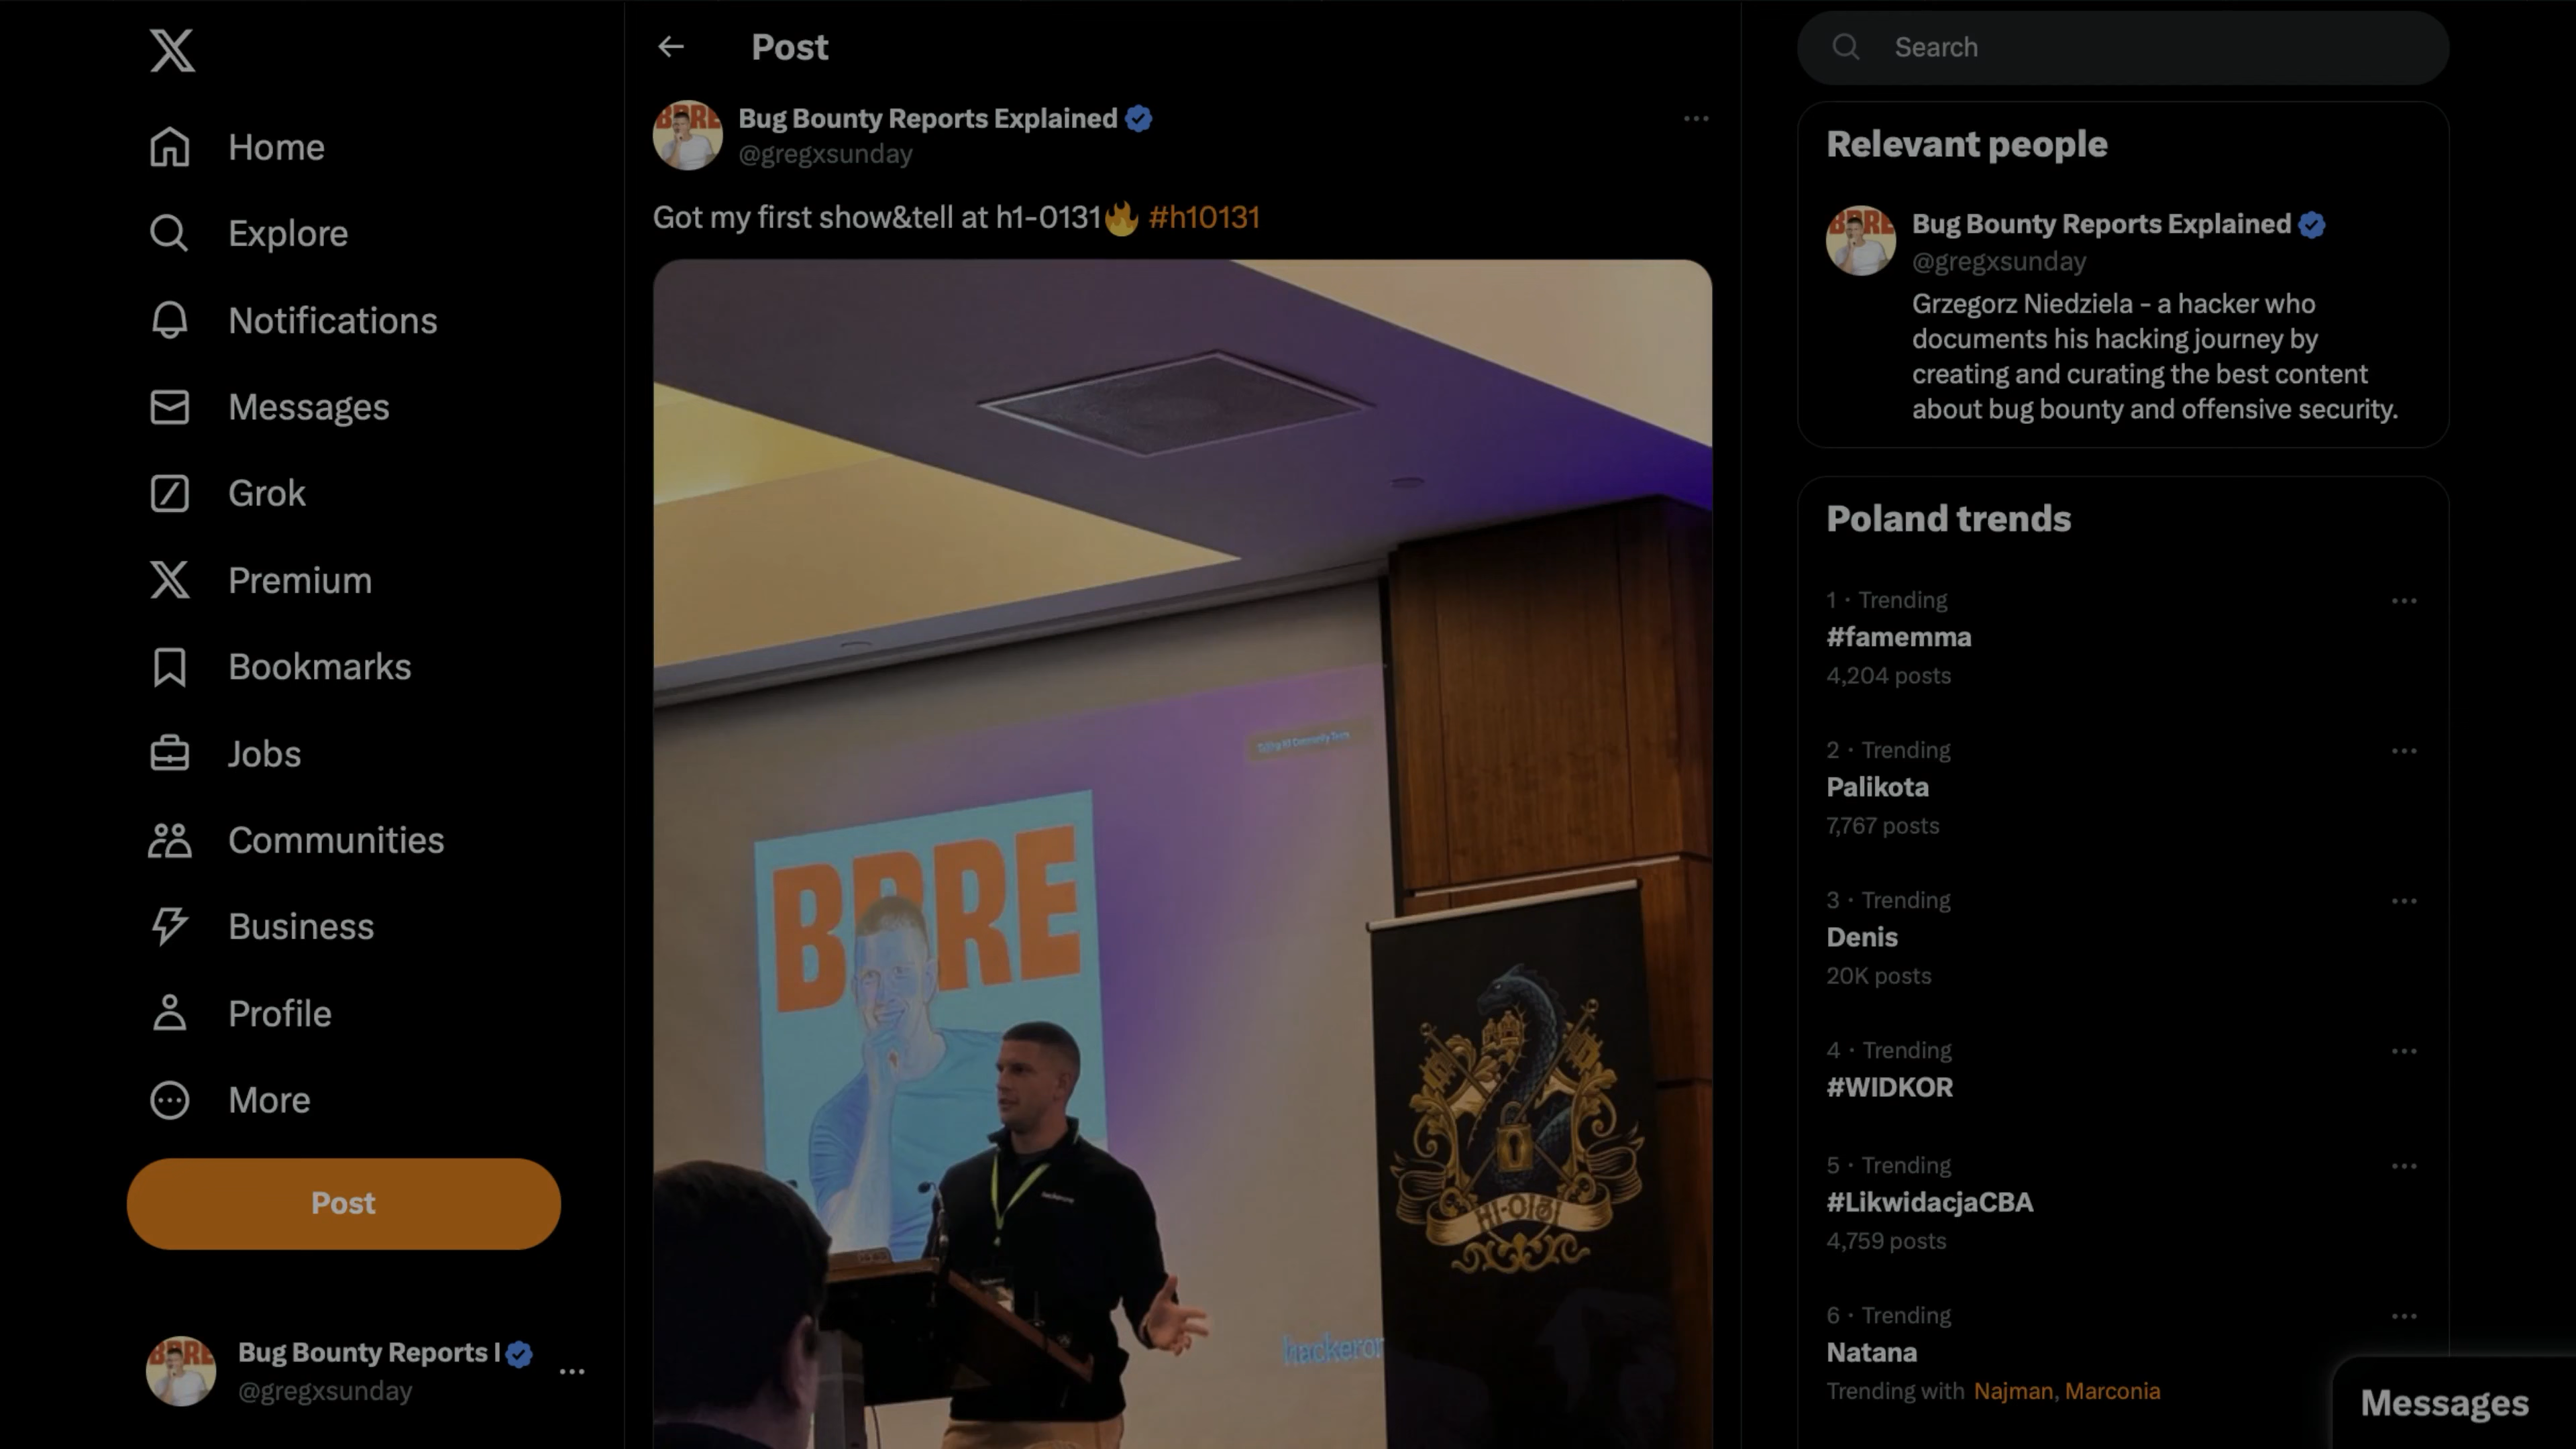 Home
Explore
Notifications
Messages
Grok
Premium
Bookmarks
Jobs
Communities
Business
Profile
More
Post
Bug Bounty Reports I
@gregxsunday
Post
Bug Bounty Reports Explained
@gregxsunday
Got my first show&tell at h1-0131🔥 #h10131
BBRE
hackerone
H1-0131
hackeron
Search
Relevant people
Bug Bounty Reports Explained
@gregxsunday
Grzegorz Niedziela - a hacker who
documents his hacking journey by
creating and curating the best content
about bug bounty and offensive security.
Poland trends
1 · Trending
#famemma
4,204 posts
2 · Trending
Palikota
7,767 posts
3 · Trending
Denis
20K posts
4 · Trending
#WIDKOR
5 · Trending
#LikwidacjaCBA
4,759 posts
6 · Trending
Natana
Trending with Najman, Marconia
Messages